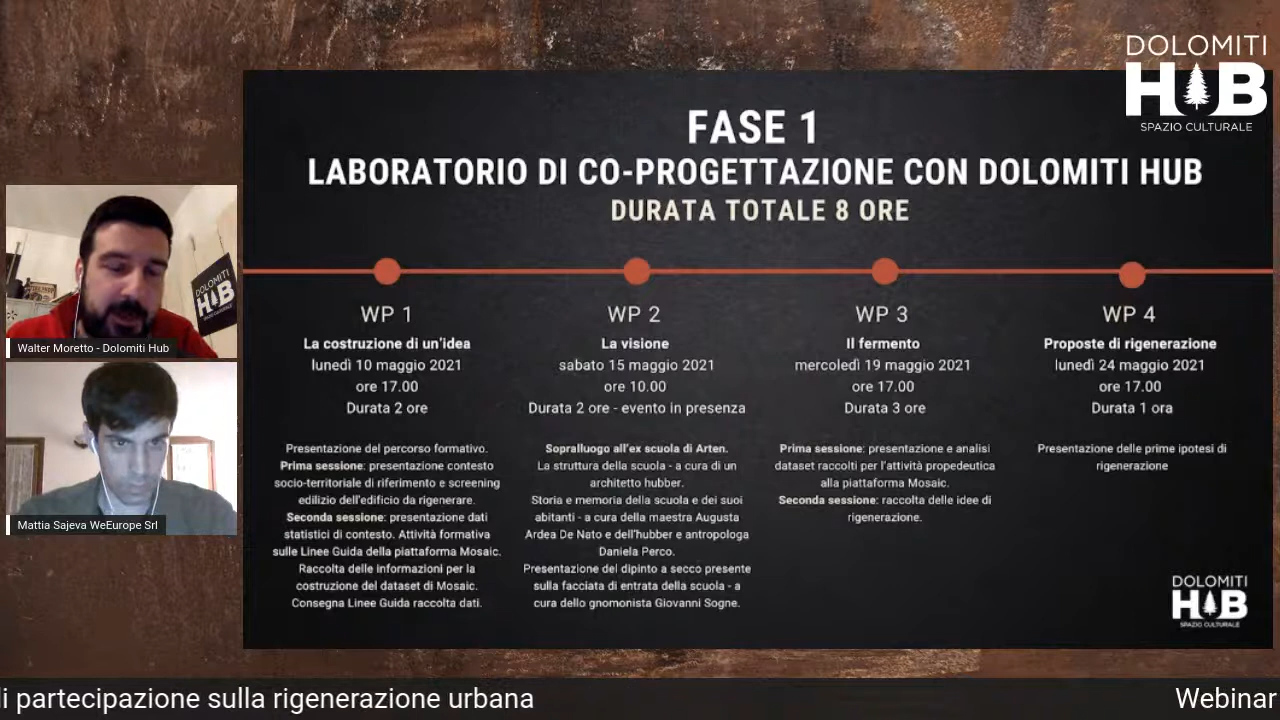 DOLOMITI
HUB
SPAZIO CULTURALE
FASE 1
LABORATORIO DI CO-PROGETTAZIONE CON DOLOMITI HUB
DURATA TOTALE 8 ORE
WP 1
La costruzione di un'idea
lunedì 10 maggio 2021
ore 17.00
Durata 2 ore
Presentazione del percorso formativo.
Prima sessione: presentazione contesto
socio-territoriale di riferimento e screening
edilizio dell'edificio da rigenerare.
Seconda sessione: presentazione dati
statistici di contesto. Attività formativa
sulle Linee Guida della piattaforma Mosaic.
Raccolta delle informazioni per la
costruzione del dataset di Mosaic.
Consegna Linee Guida raccolta dati.
WP 2
La visione
sabato 15 maggio 2021
ore 10.00
Durata 2 ore - evento in presenza
Sopralluogo all'ex scuola di Arten.
La struttura della scuola - a cura di un
architetto hubber.
Storia e memoria della scuola e dei suoi
abitanti - a cura della maestra Augusta
Ardea De Nato e dell'hubber e antropologa
Daniela Perco.
Presentazione del dipinto a secco presente
sulla facciata di entrata della scuola - a
cura dello gnomonista Giovanni Sogne.
WP 3
Il fermento
mercoledì 19 maggio 2021
ore 17.00
Durata 3 ore
Prima sessione: presentazione e analisi
dataset raccolti per l'attività propedeutica
alla piattaforma Mosaic.
Seconda sessione: raccolta delle idee di
rigenerazione.
WP 4
Proposte di rigenerazione
lunedì 24 maggio 2021
ore 17.00
Durata 1 ora
Presentazione delle prime ipotesi di
rigenerazione
DOLOMITI
HUB
SPAZIO CULTURALE
DOLOMITI
HUB
Walter Moretto - Dolomiti Hub
Mattia Sajeva WeEurope Srl
di partecipazione sulla rigenerazione urbana
Webinar